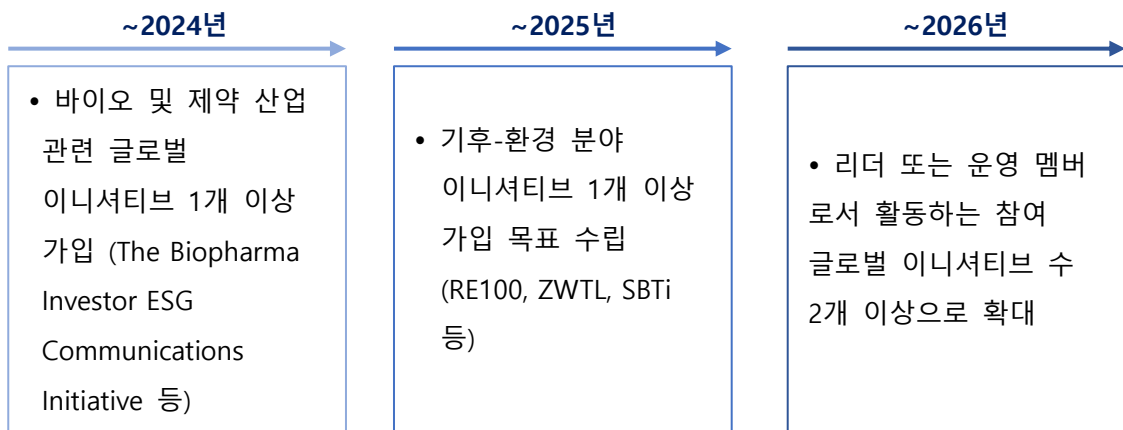 ~2024년
• 바이오 및 제약 산업
관련 글로벌
이니셔티브 1개 이상
가입 (The Biopharma
Investor ESG
Communications
Initiative 등)
~2025년
• 기후-환경 분야
이니셔티브 1개 이상
가입 목표 수립
(RE100, ZWTL, SBTi
등)
~2026년
• 리더 또는 운영 멤버
로서 활동하는 참여
글로벌 이니셔티브 수
2개 이상으로 확대